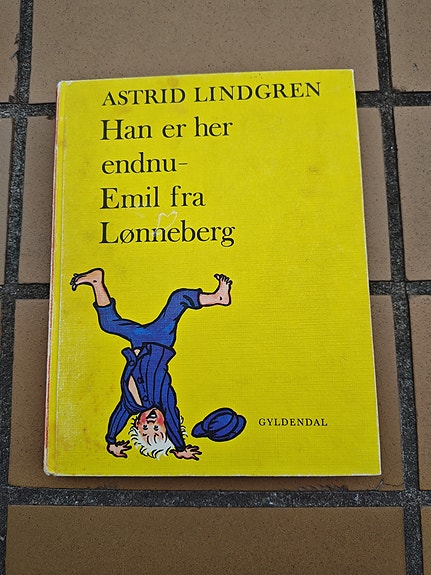 ASTRID LINDGREN
Han er her
endnu-
Emil fra
Lønneberg
GYLDENDAL